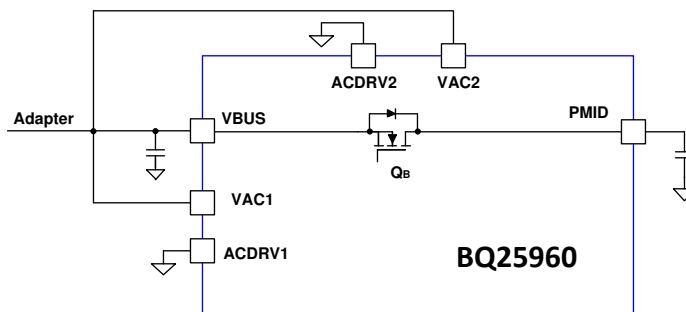 ACDRV2
VAC2
Adapter
VBUS
PMID
QB
VAC1
ACDRV1
BQ25960